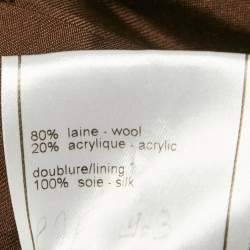 80% laine - wool
20% acrylique - acrylic
doublure/lining
100% soie - silk